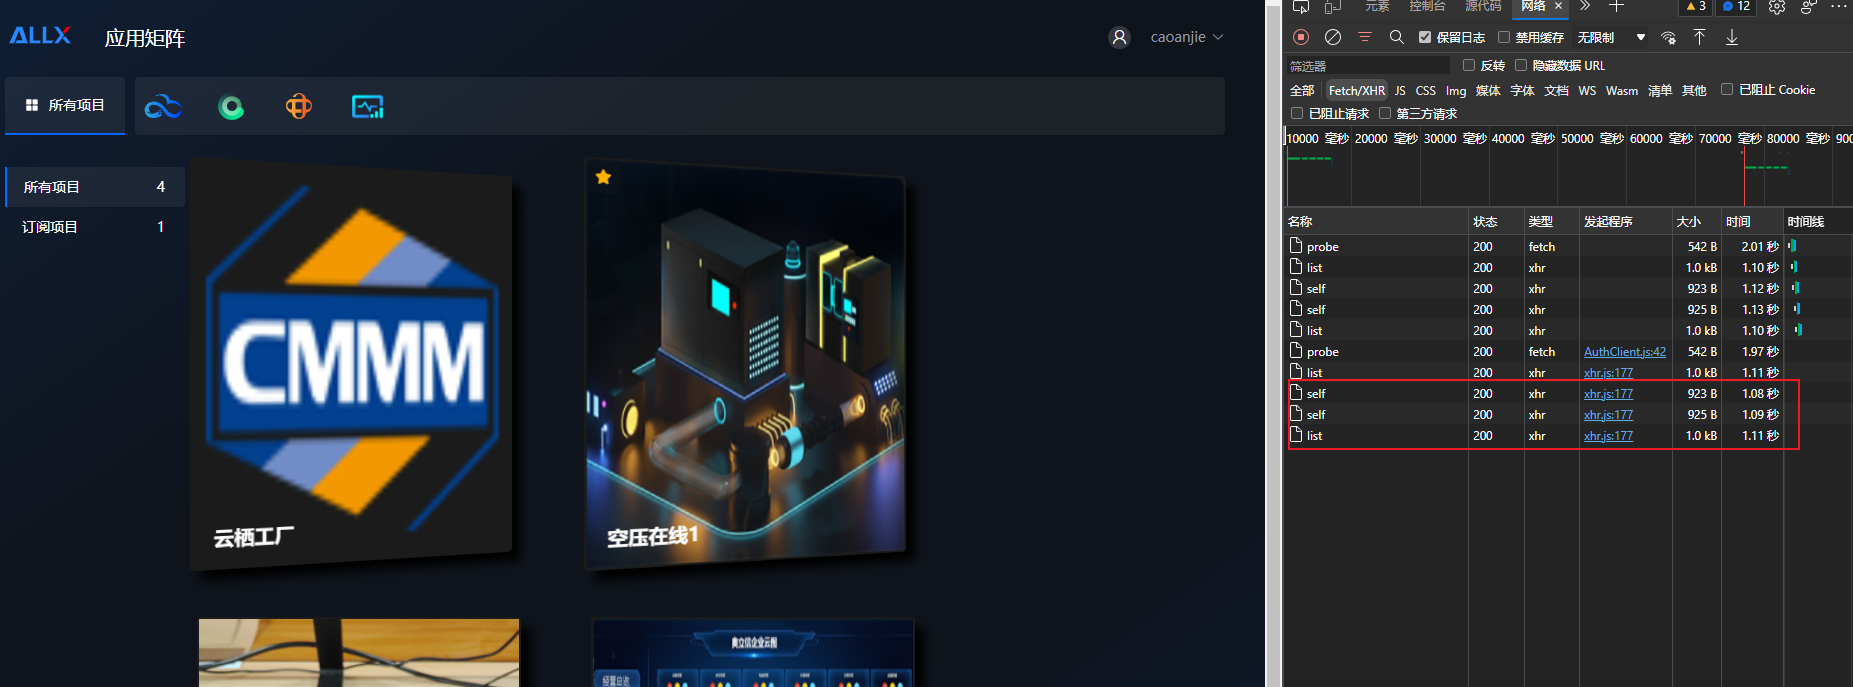 ALLX 应用矩阵
caoanjie
所有项目
所有项目 4
订阅项目 1
CMMM
云栖工厂
空压在线1
奥立信企业云图
经营总览
元素 控制台 源代码 网络 × 3 12
保留日志 禁用缓存 无限制
筛选器 反转 隐藏数据 URL
全部 Fetch/XHR JS CSS Img 媒体 字体 文档 WS Wasm 清单 其他 已阻止 Cookie
已阻止请求 第三方请求
10000 毫秒 20000 毫秒 30000 毫秒 40000 毫秒 50000 毫秒 60000 毫秒 70000 毫秒 80000 毫秒 900
名称 状态 类型 发起程序 大小 时间 时间线
probe 200 fetch 542 B 2.01 秒
list 200 xhr 1.0 kB 1.10 秒
self 200 xhr 923 B 1.12 秒
self 200 xhr 925 B 1.13 秒
list 200 xhr 1.0 kB 1.10 秒
probe 200 fetch AuthClient.js:42 542 B 1.97 秒
list 200 xhr xhr.js:177 1.0 kB 1.11 秒
self 200 xhr xhr.js:177 923 B 1.08 秒
self 200 xhr xhr.js:177 925 B 1.09 秒
list 200 xhr xhr.js:177 1.0 kB 1.11 秒